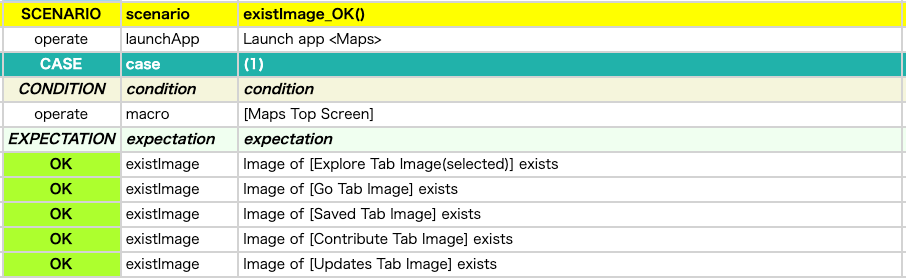 SCENARIO scenario existImage_OK()
operate launchApp Launch app <Maps>
CASE case (1)
CONDITION condition condition
operate macro [Maps Top Screen]
EXPECTATION expectation expectation
OK existImage Image of [Explore Tab Image(selected)] exists
OK existImage Image of [Go Tab Image] exists
OK existImage Image of [Saved Tab Image] exists
OK existImage Image of [Contribute Tab Image] exists
OK existImage Image of [Updates Tab Image] exists